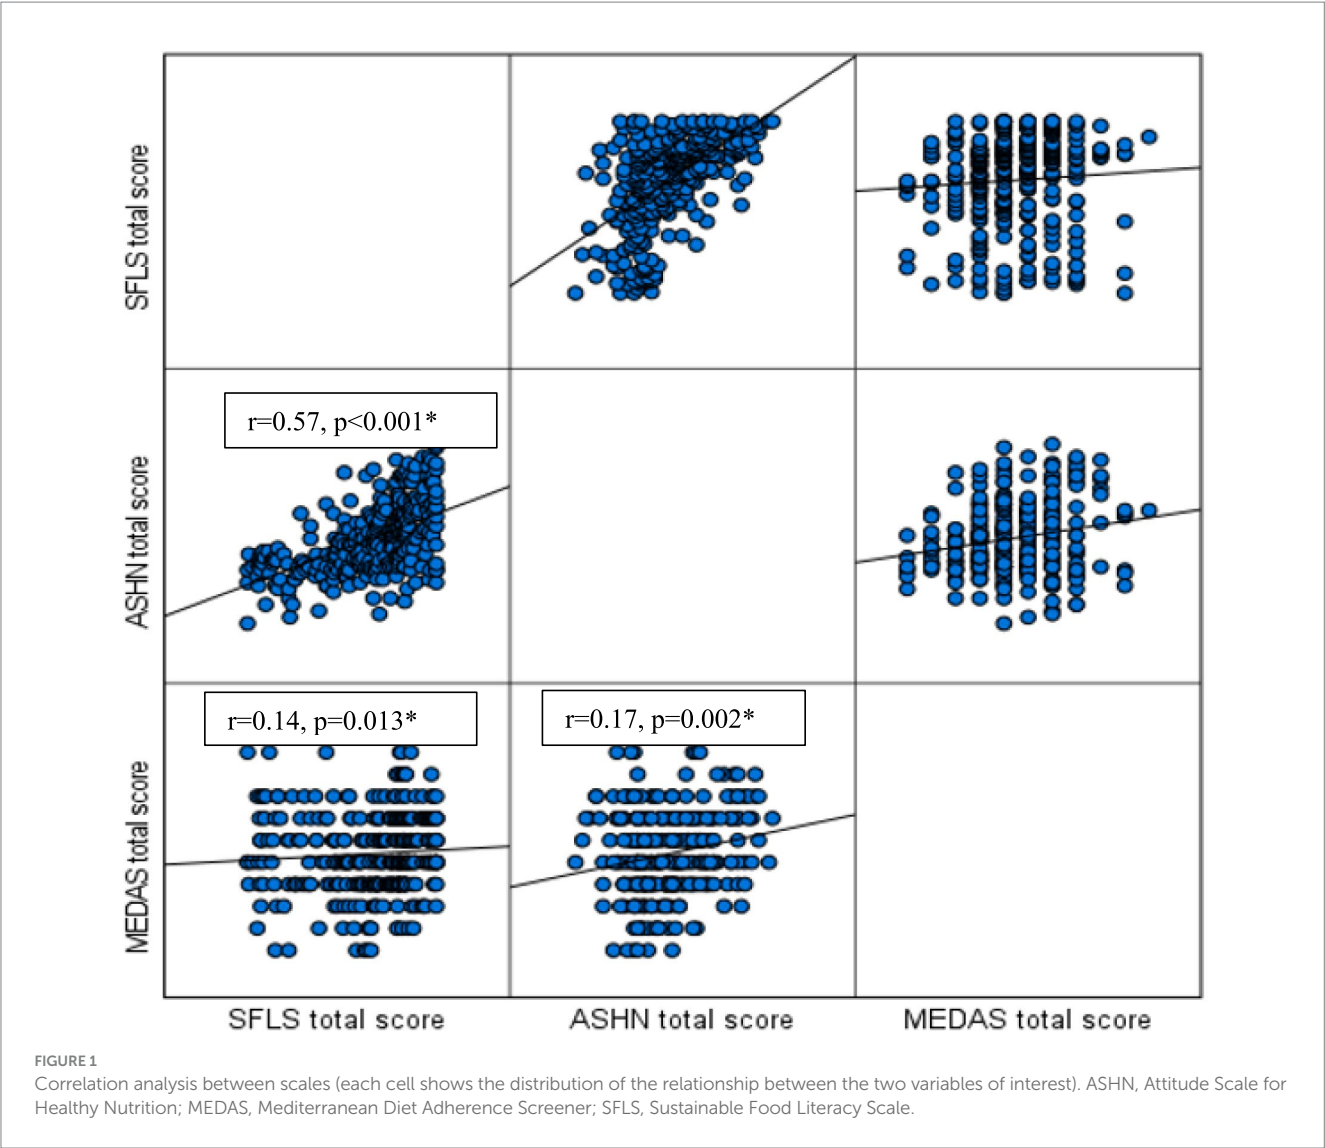 SFLS total score
r=0.57, p<0.001*
ASHN total score
r=0.14, p=0.013*
r=0.17, p=0.002*
MEDAS total score
SFLS total score
ASHN total score
MEDAS total score
FIGURE 1
Correlation analysis between scales (each cell shows the distribution of the relationship between the two variables of interest). ASHN, Attitude Scale for
Healthy Nutrition; MEDAS, Mediterranean Diet Adherence Screener; SFLS, Sustainable Food Literacy Scale.